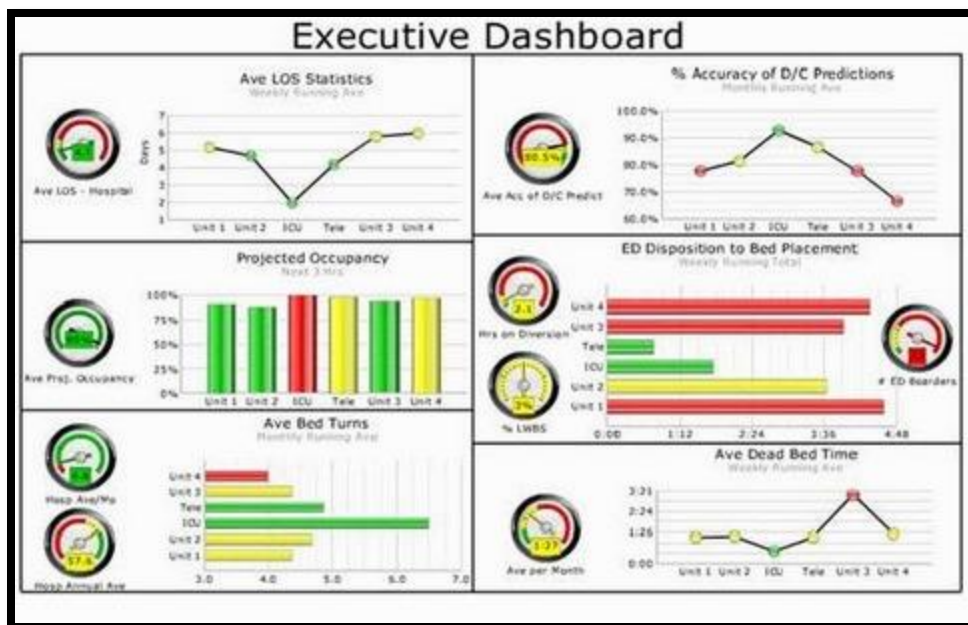 Executive Dashboard
Ave LOS Statistics
Weekly Running Ave
7
6
5
4
3
2
1
Days
Unit 1 Unit 2 ICU Tele Unit 3 Unit 4
Ave LOS - Hospital
% Accuracy of D/C Predictions
Monthly Running Ave
100.0%
90.0%
80.0%
70.0%
60.0%
Unit 1 Unit 2 ICU Tele Unit 3 Unit 4
80.5%
Ave Acc of D/C Predict
Projected Occupancy
Next 3 Hrs
100%
75%
25%
0%
Unit 1 Unit 2 ICU Tele Unit 3 Unit 4
Ave Proj. Occupancy
ED Disposition to Bed Placement
Weekly Running Total
2.1
Hrs on Diversion
2%
% LWBS
Unit 4
Unit 3
Tele
ICU
Unit 2
Unit 1
0:00 1:12 2:24 3:36 4:48
# ED Boarders
Ave Bed Turns
Monthly Running Ave
Hosp Ave/Mo
57.6
Hosp Annual Ave
Unit 4
Unit 3
Tele
ICU
Unit 2
Unit 1
3.0 4.0 5.0 6.0 7.0
Ave Dead Bed Time
Weekly Running Ave
3:21
2:24
1:26
0:00
Unit 1 Unit 2 ICU Tele Unit 3 Unit 4
1:27
Ave per Month